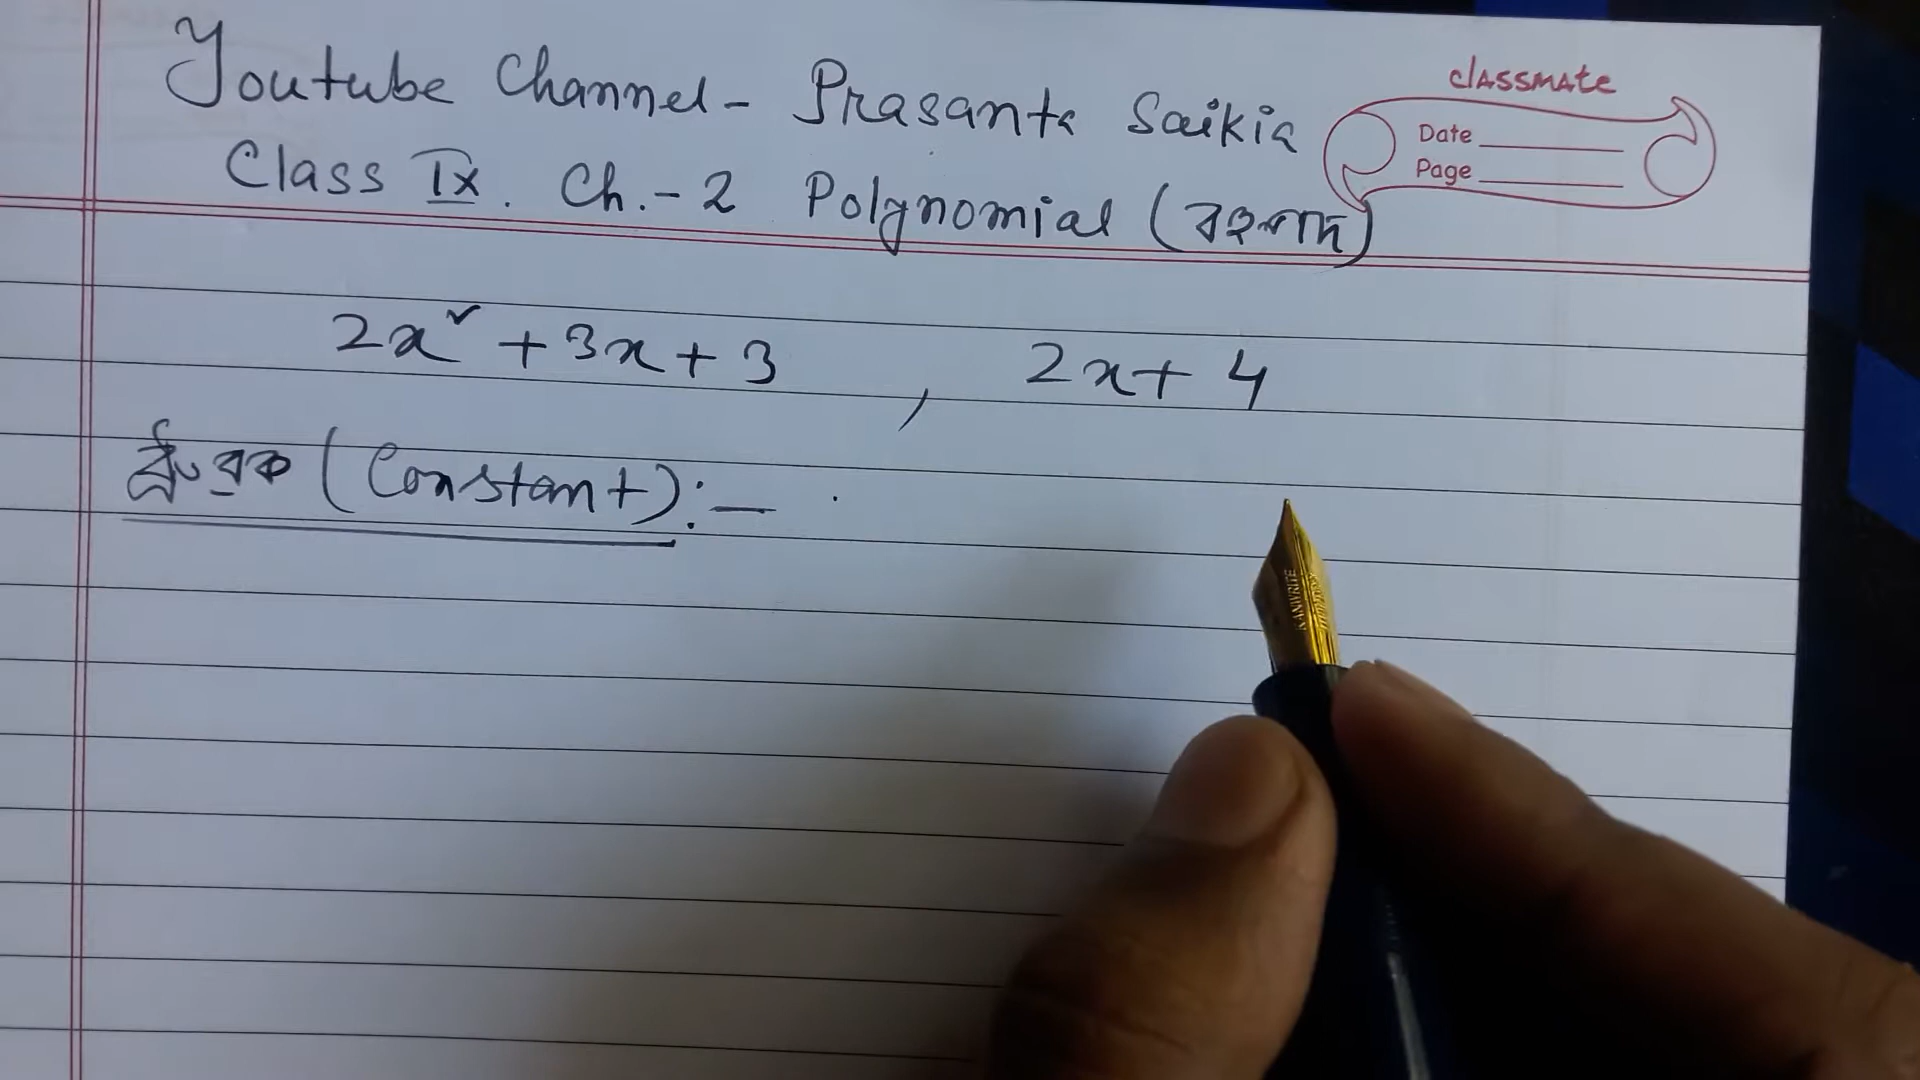 Youtube Channel - Prasanta Saikia
classmate
Date
Page
Class IX. Ch.-2 Polynomial (বহুপদ)
2x² + 3x + 3 , 2x + 4
ধ্ৰুৱক (Constant):—
KANWRITE